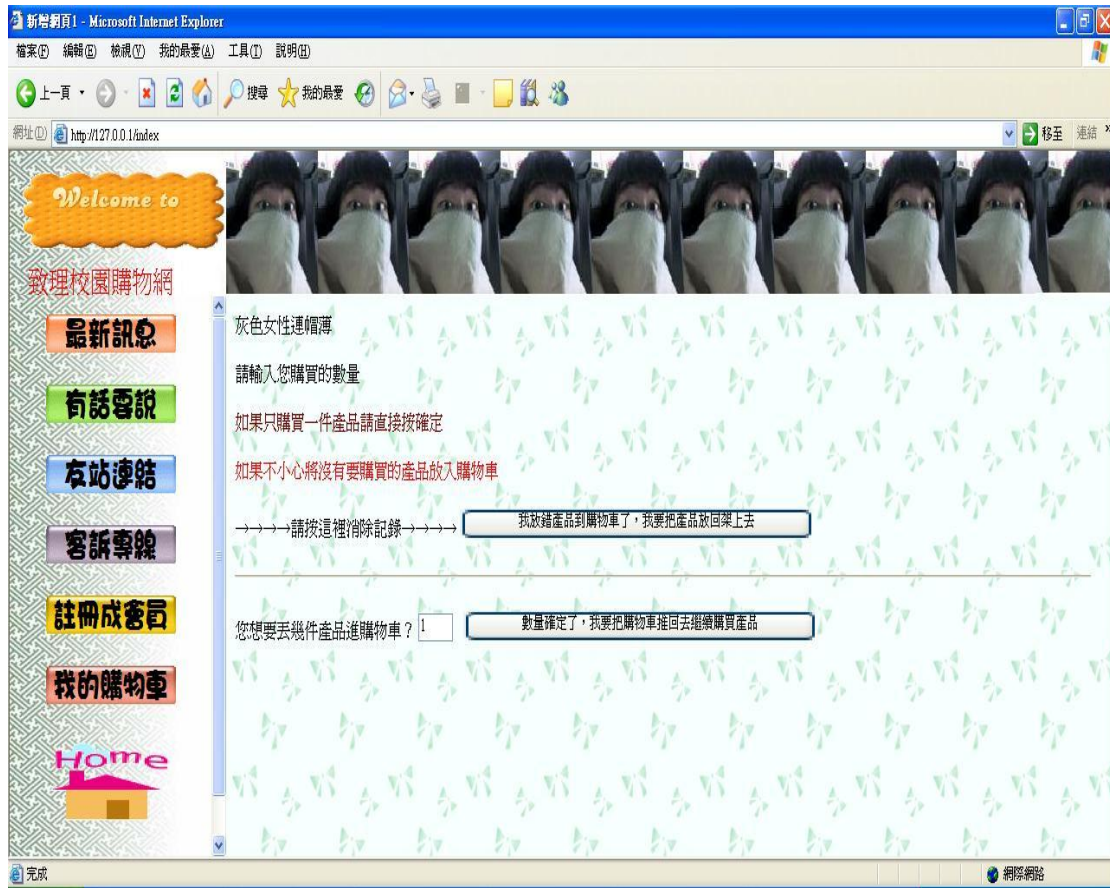 新增網頁1 - Microsoft Internet Explorer
檔案(F) 編輯(E) 檢視(V) 我的最愛(A) 工具(T) 說明(H)
上一頁 搜尋 我的最愛
網址(D) http://127.0.0.1/index 移至 連結 »
Welcome to
致理校園購物網
最新訊息
有話要說
友站連結
客訴專線
註冊成會員
我的購物車
Home
灰色女性連帽薄
請輸入您購買的數量
如果只購買一件產品請直接按確定
如果不小心將沒有要購買的產品放入購物車
→→→→請按這裡消除記錄→→→→ 我放錯產品到購物車了，我要把產品放回架上去
您想要丟幾件產品進購物車？ 1 數量確定了，我要把購物車推回去繼續購買產品
完成 網際網路